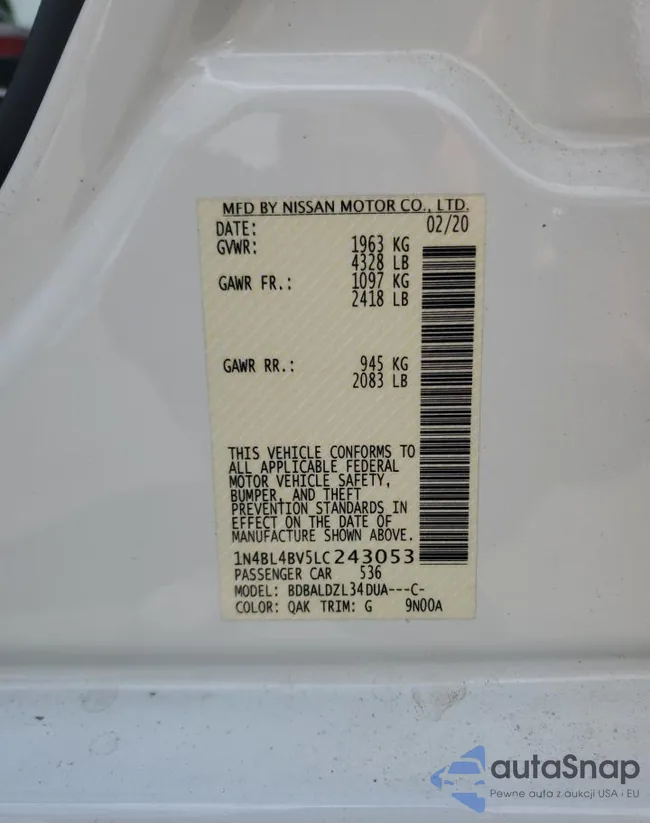 MFD BY NISSAN MOTOR CO., LTD.
DATE: 02/20
GVWR: 1963 KG
4328 LB
GAWR FR.: 1097 KG
2418 LB
GAWR RR.: 945 KG
2083 LB
THIS VEHICLE CONFORMS TO
ALL APPLICABLE FEDERAL
MOTOR VEHICLE SAFETY,
BUMPER, AND THEFT
PREVENTION STANDARDS IN
EFFECT ON THE DATE OF
MANUFACTURE SHOWN ABOVE.
1N4BL4BV5LC243053
PASSENGER CAR 536
MODEL: BDBALDZL34DUA---C-
COLOR: QAK TRIM: G 9N00A
autaSnap
Pewne auta z aukcji USA i EU